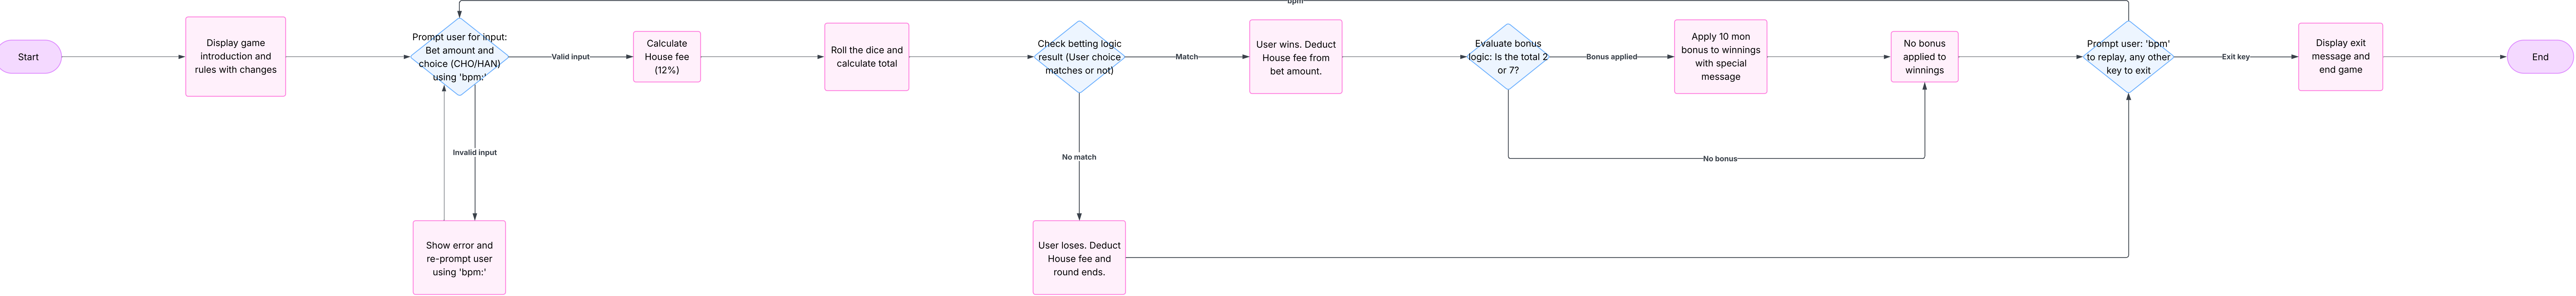 bpm
Start
Display game
introduction and
rules with changes
Prompt user for input:
Bet amount and
choice (CHO/HAN)
using 'bpm:'
Valid input
Calculate
House fee
(12%)
Roll the dice and
calculate total
Check betting logic
result (User choice
matches or not)
Match
User wins. Deduct
House fee from
bet amount.
Evaluate bonus
logic: Is the total 2
or 7?
Bonus applied
Apply 10 mon
bonus to winnings
with special
message
No bonus
applied to
winnings
Prompt user: 'bpm'
to replay, any other
key to exit
Exit key
Display exit
message and
end game
End
Invalid input
No match
No bonus
Show error and
re-prompt user
using 'bpm:'
User loses. Deduct
House fee and
round ends.